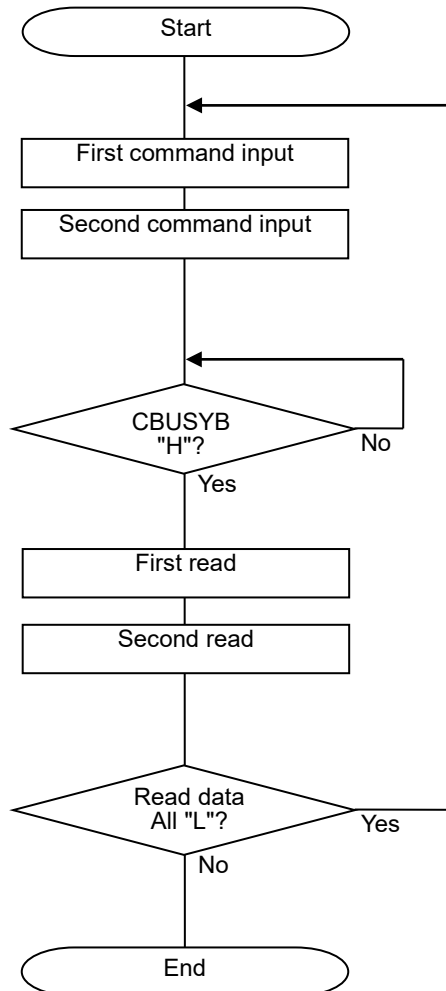 Start
First command input
Second command input
CBUSYB
"H"?
No
Yes
First read
Second read
Read data
All "L"?
Yes
No
End